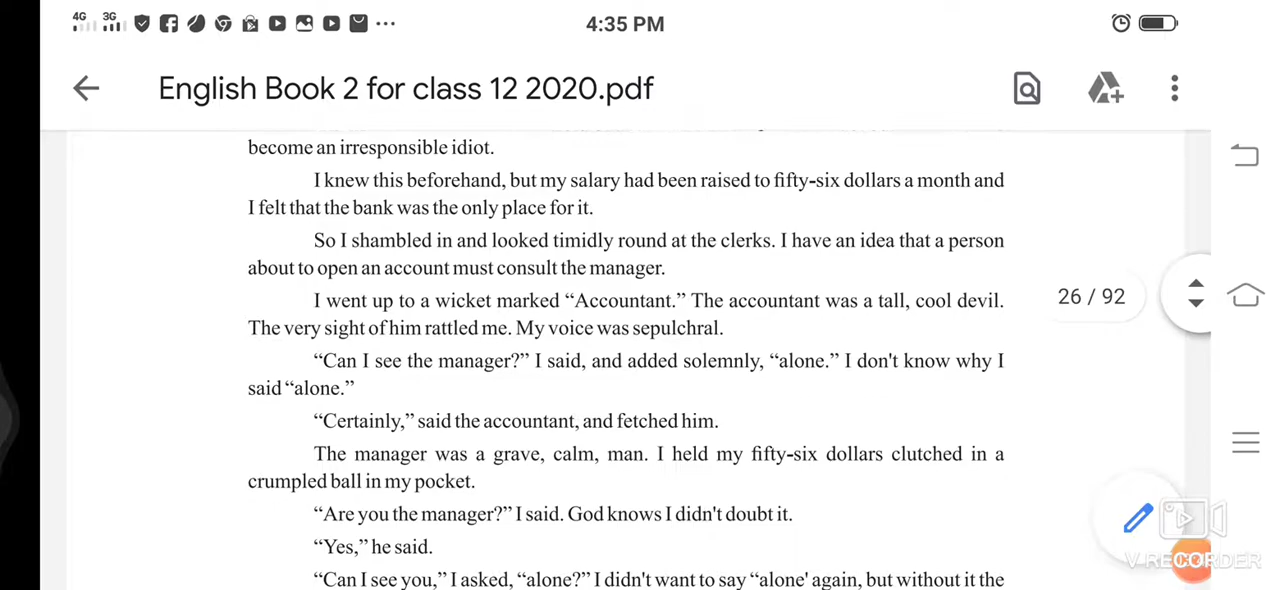 4G 3G 4:35 PM
English Book 2 for class 12 2020.pdf
become an irresponsible idiot.
I knew this beforehand, but my salary had been raised to fifty-six dollars a month and
I felt that the bank was the only place for it.
So I shambled in and looked timidly round at the clerks. I have an idea that a person
about to open an account must consult the manager.
I went up to a wicket marked “Accountant.” The accountant was a tall, cool devil.
The very sight of him rattled me. My voice was sepulchral.
“Can I see the manager?” I said, and added solemnly, “alone.” I don't know why I
said “alone.”
“Certainly,” said the accountant, and fetched him.
The manager was a grave, calm, man. I held my fifty-six dollars clutched in a
crumpled ball in my pocket.
“Are you the manager?” I said. God knows I didn't doubt it.
“Yes,” he said.
“Can I see you,” I asked, “alone?” I didn't want to say “alone' again, but without it the
26 / 92
V RECORDER